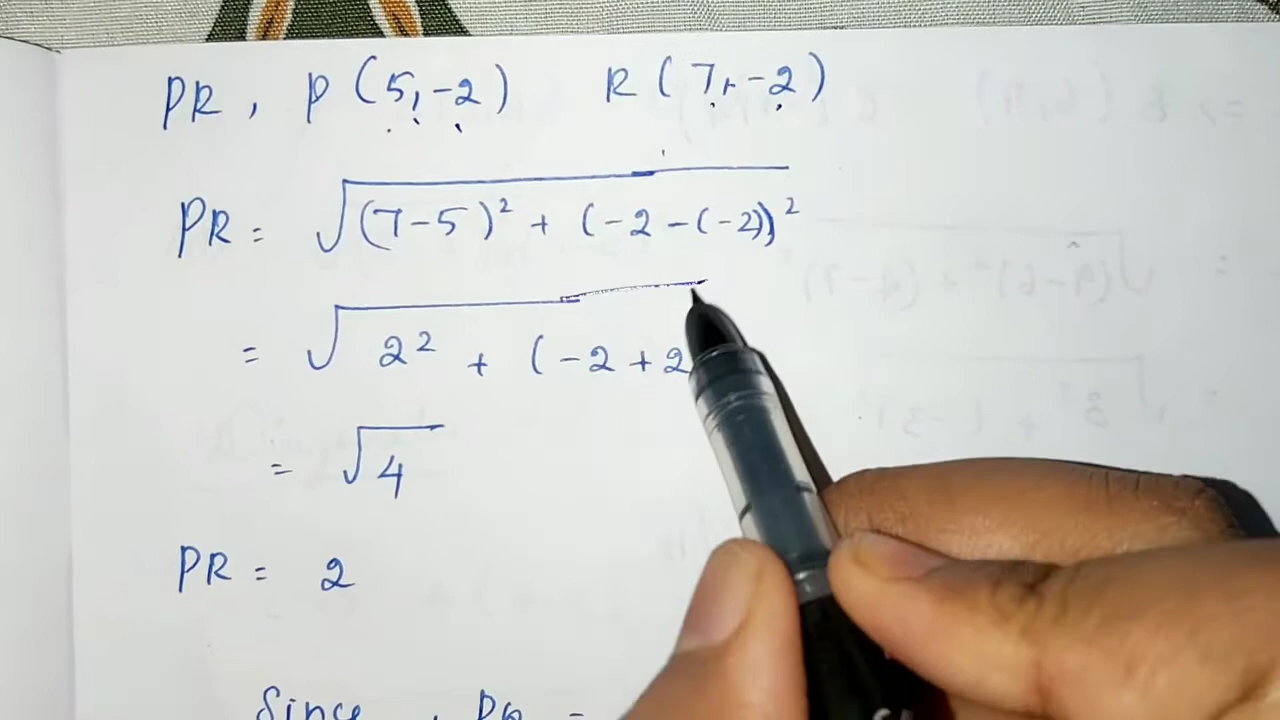 PR, P (5, -2) R (7, -2)
PR = √(7-5)² + (-2-(-2))²
= √2² + (-2+2
= √4
PR = 2
Since, PQ =